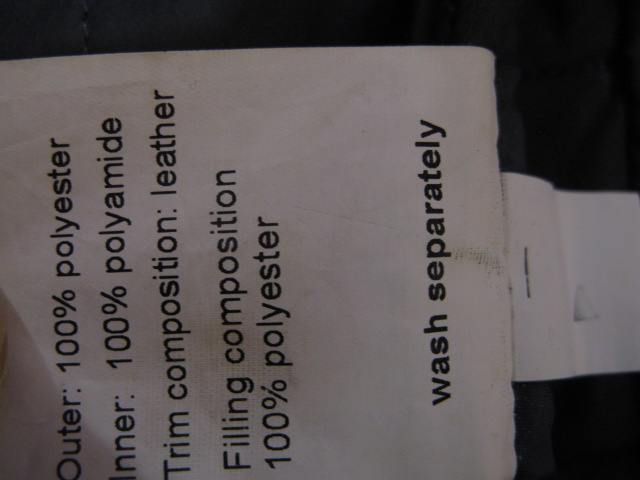 Outer: 100% polyester
Inner: 100% polyamide
Trim composition: leather
Filling composition
100% polyester
wash separately